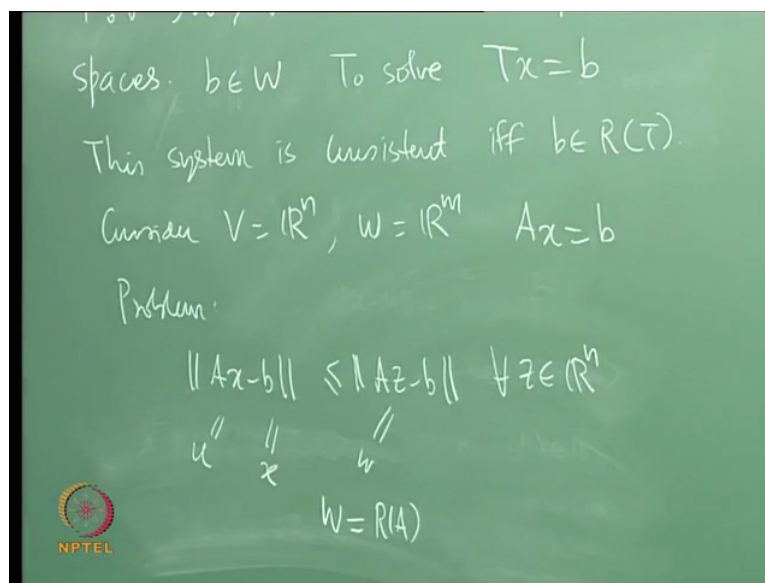 spaces. b ∈ W To solve Tx = b
This system is consistent iff b ∈ R(T).
Consider V = ℝⁿ, W = ℝᵐ Ax = b
Problem:
‖Ax-b‖ ≤ ‖Az-b‖ ∀ z ∈ ℝⁿ
u x w
W = R(A)
NPTEL